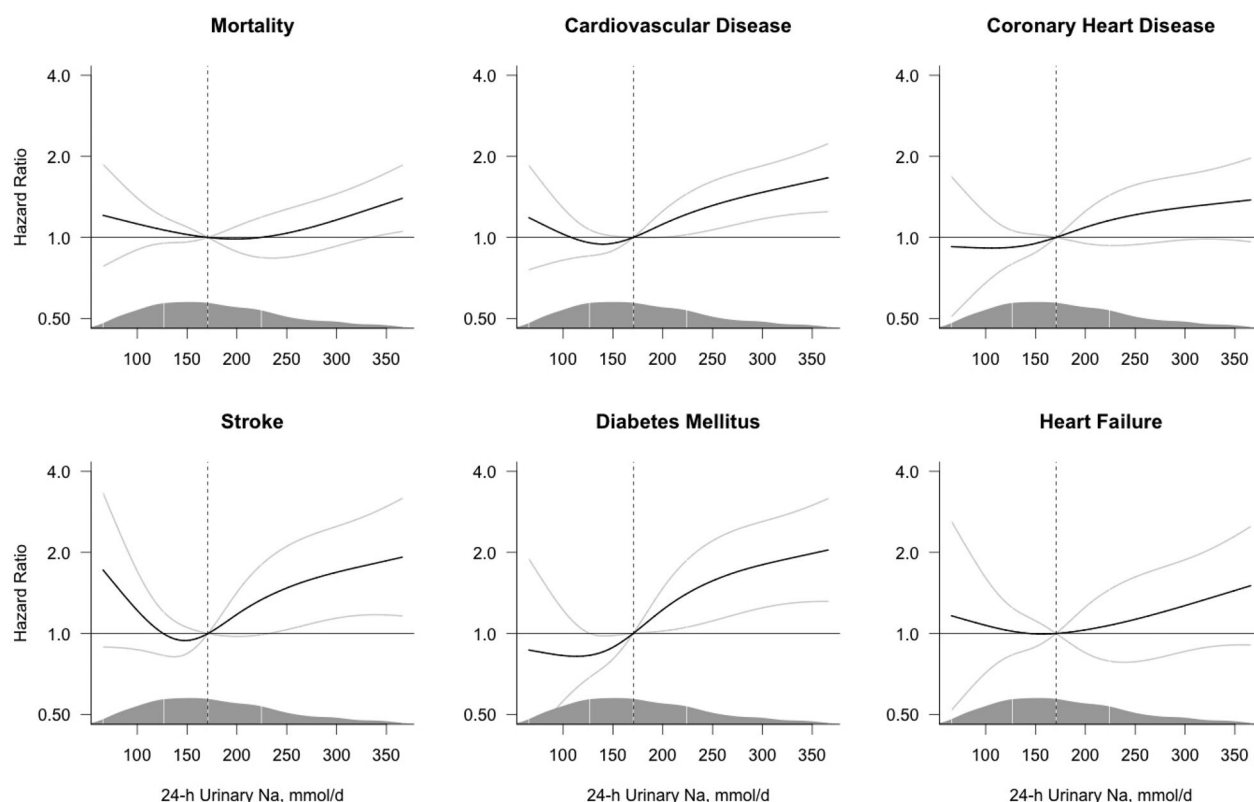 Mortality
Cardiovascular Disease
Coronary Heart Disease
Hazard Ratio
4.0
2.0
1.0
0.50
100 150 200 250 300 350
4.0
2.0
1.0
0.50
100 150 200 250 300 350
4.0
2.0
1.0
0.50
100 150 200 250 300 350
Stroke
Diabetes Mellitus
Heart Failure
Hazard Ratio
4.0
2.0
1.0
0.50
100 150 200 250 300 350
4.0
2.0
1.0
0.50
100 150 200 250 300 350
4.0
2.0
1.0
0.50
100 150 200 250 300 350
24-h Urinary Na, mmol/d
24-h Urinary Na, mmol/d
24-h Urinary Na, mmol/d